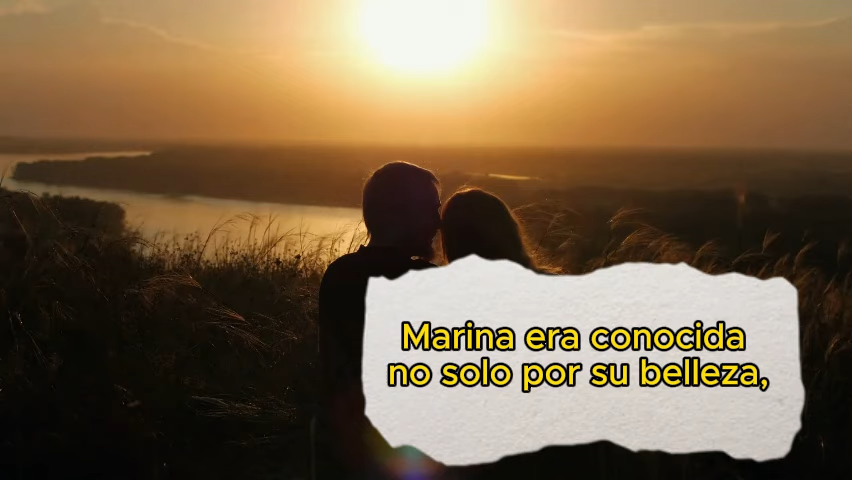 Marina era conocida
no solo por su belleza,